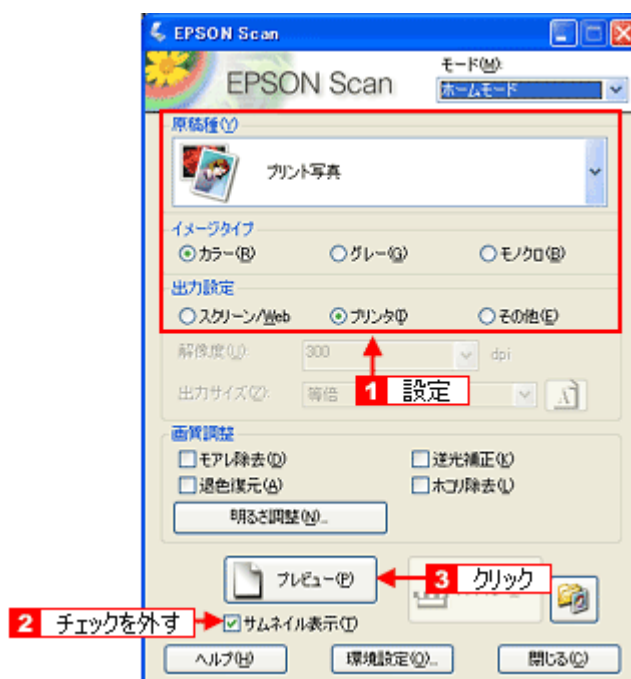 EPSON Scan
EPSON Scan
モード(M):
ホームモード
原稿種(Y)
プリント写真
イメージタイプ
カラー(R) グレー(G) モノクロ(B)
出力設定
スクリーン/Web プリンタ(I) その他(E)
解像度(U): 300 dpi
出力サイズ(Z): 等倍
1 設定
画質調整
モアレ除去(D) 逆光補正(K)
退色復元(A) ホコリ除去(L)
明るさ調整(N)...
プレビュー(P)
3 クリック
2 チェックを外す
サムネイル表示(T)
ヘルプ(H) 環境設定(O)... 閉じる(C)